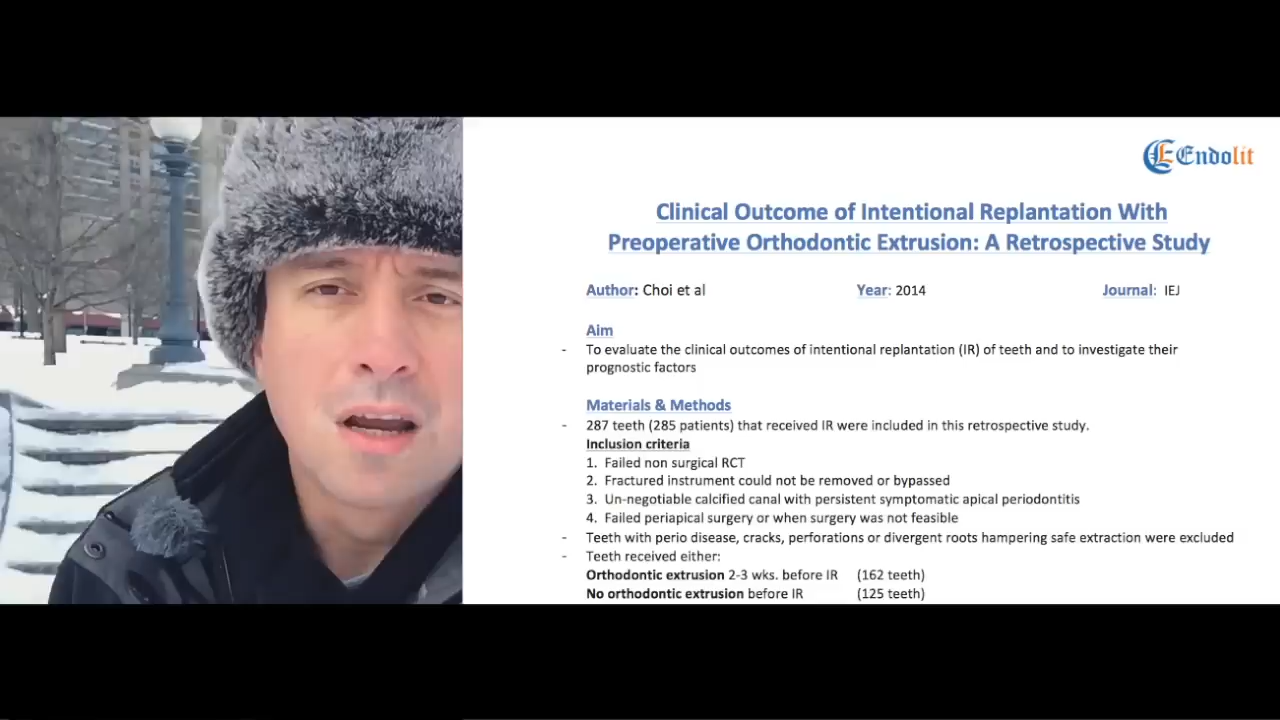 Endolit
Clinical Outcome of Intentional Replantation With
Preoperative Orthodontic Extrusion: A Retrospective Study
Author: Choi et al Year: 2014 Journal: IEJ
Aim
- To evaluate the clinical outcomes of intentional replantation (IR) of teeth and to investigate their
prognostic factors
Materials & Methods
- 287 teeth (285 patients) that received IR were included in this retrospective study.
Inclusion criteria
1. Failed non surgical RCT
2. Fractured instrument could not be removed or bypassed
3. Un-negotiable calcified canal with persistent symptomatic apical periodontitis
4. Failed periapical surgery or when surgery was not feasible
- Teeth with perio disease, cracks, perforations or divergent roots hampering safe extraction were excluded
- Teeth received either:
Orthodontic extrusion 2-3 wks. before IR (162 teeth)
No orthodontic extrusion before IR (125 teeth)